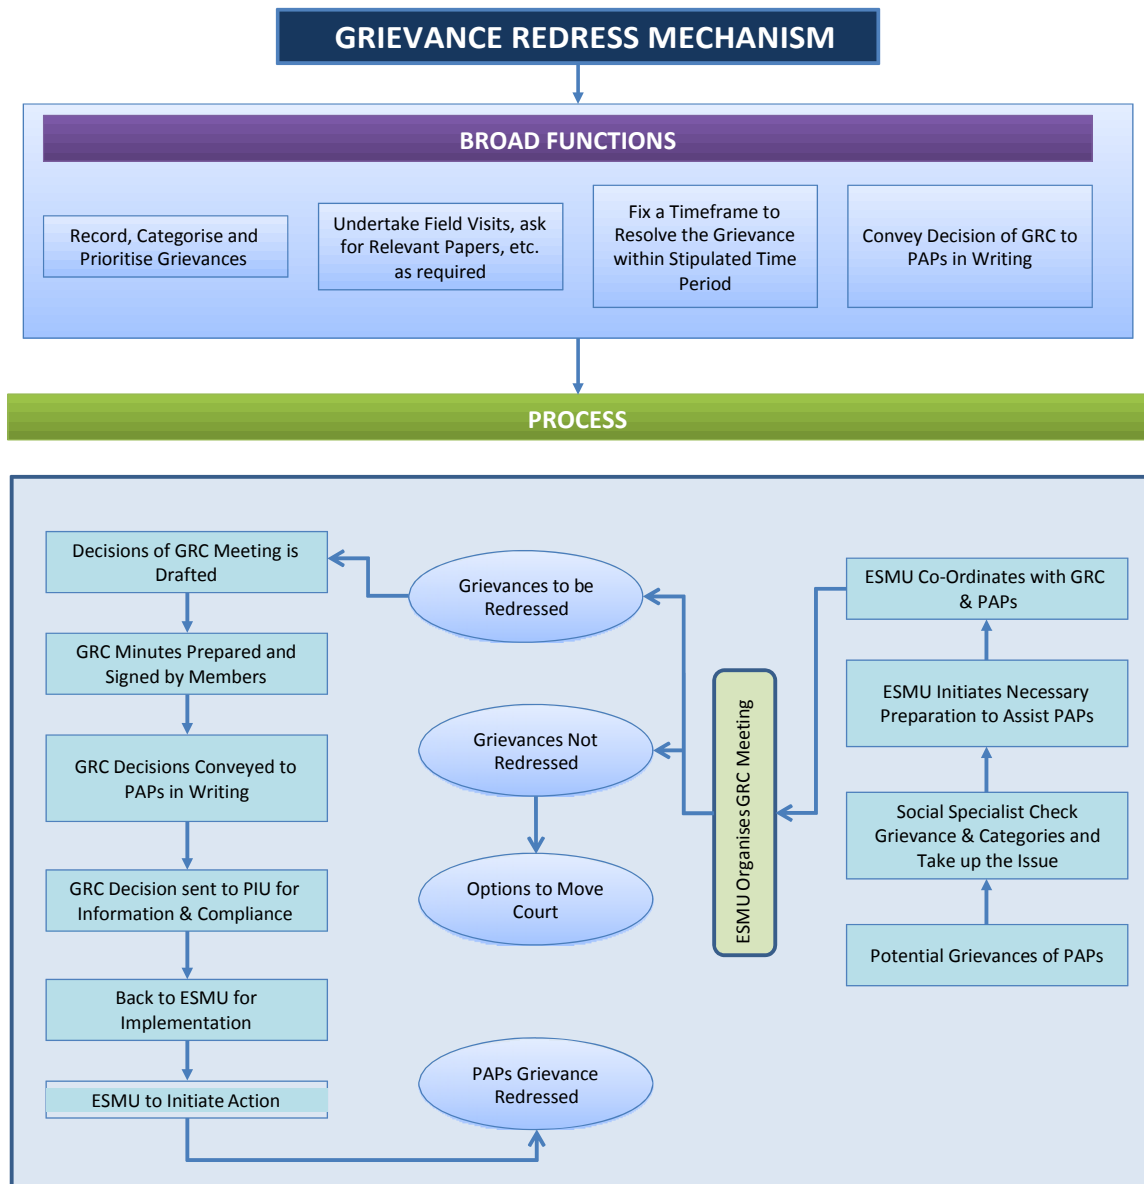 GRIEVANCE REDRESS MECHANISM
BROAD FUNCTIONS
Record, Categorise and
Prioritise Grievances
Undertake Field Visits, ask
for Relevant Papers, etc.
as required
Fix a Timeframe to
Resolve the Grievance
within Stipulated Time
Period
Convey Decision of GRC to
PAPs in Writing
PROCESS
Decisions of GRC Meeting is
Drafted
GRC Minutes Prepared and
Signed by Members
GRC Decisions Conveyed to
PAPs in Writing
GRC Decision sent to PIU for
Information & Compliance
Back to ESMU for
Implementation
ESMU to Initiate Action
Grievances to be
Redressed
Grievances Not
Redressed
Options to Move
Court
PAPs Grievance
Redressed
ESMU Organises GRC Meeting
ESMU Co-Ordinates with GRC
& PAPs
ESMU Initiates Necessary
Preparation to Assist PAPs
Social Specialist Check
Grievance & Categories and
Take up the Issue
Potential Grievances of PAPs